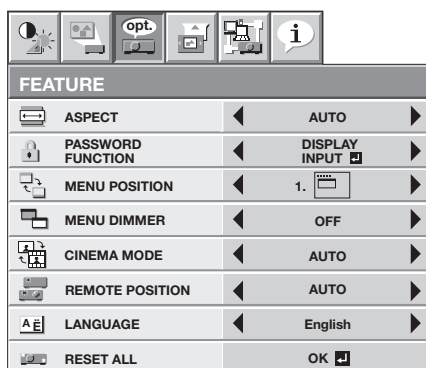 opt.
i
FEATURE
ASPECT AUTO
PASSWORD
FUNCTION
DISPLAY
INPUT
MENU POSITION 1.
MENU DIMMER OFF
CINEMA MODE AUTO
REMOTE POSITION AUTO
AË LANGUAGE English
RESET ALL OK